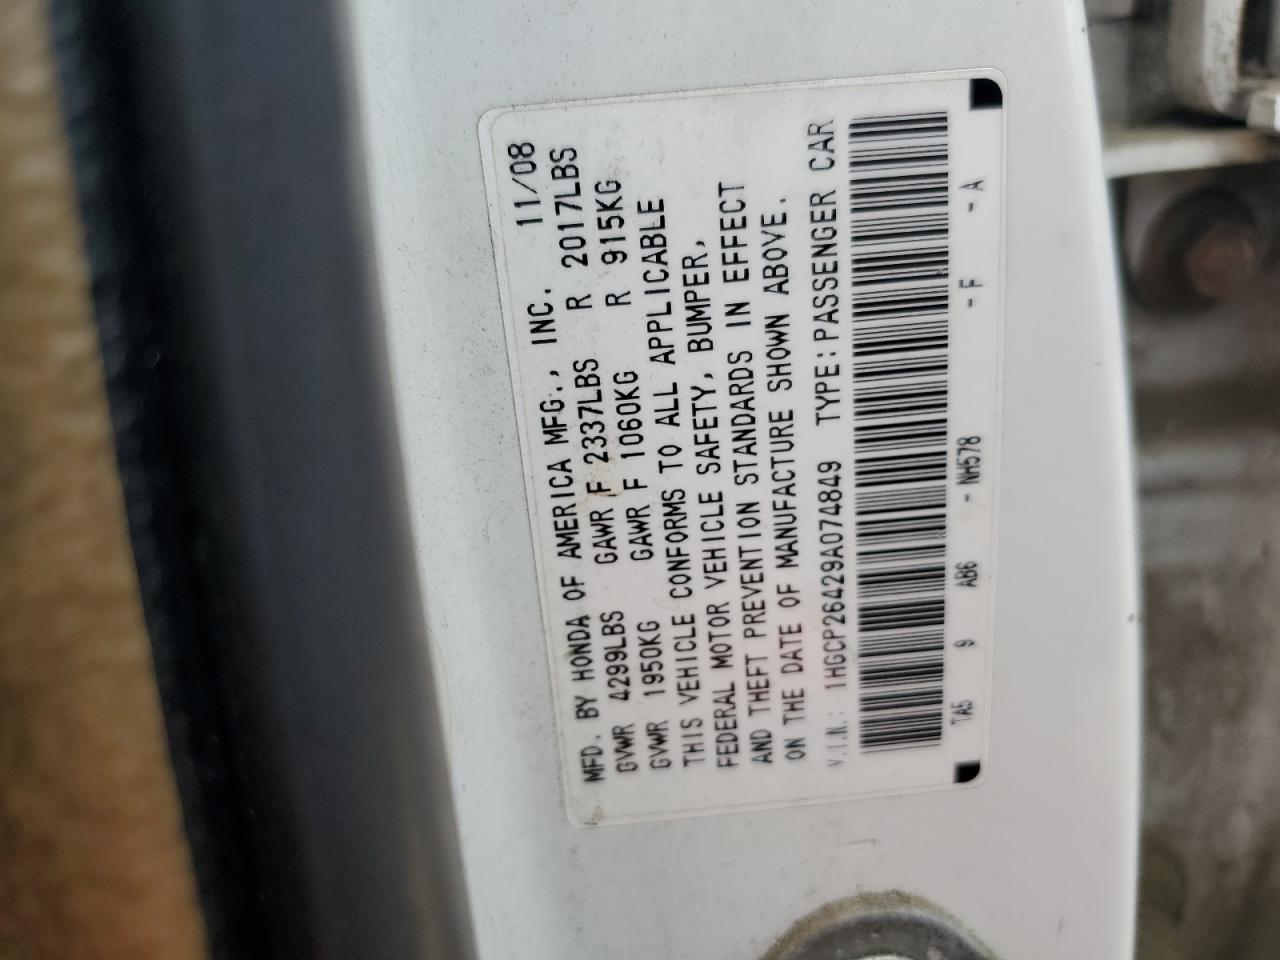 MFD. BY HONDA OF AMERICA MFG., INC. 11/08
GVWR 4299LBS GAWR F 2337LBS R 2017LBS
GVWR 1950KG GAWR F 1060KG R 915KG
THIS VEHICLE CONFORMS TO ALL APPLICABLE
FEDERAL MOTOR VEHICLE SAFETY, BUMPER,
AND THEFT PREVENTION STANDARDS IN EFFECT
ON THE DATE OF MANUFACTURE SHOWN ABOVE.
V.I.N.: 1HGCP26429A074849 TYPE:PASSENGER CAR
TA5 9 AB6 - NH578 - F - A